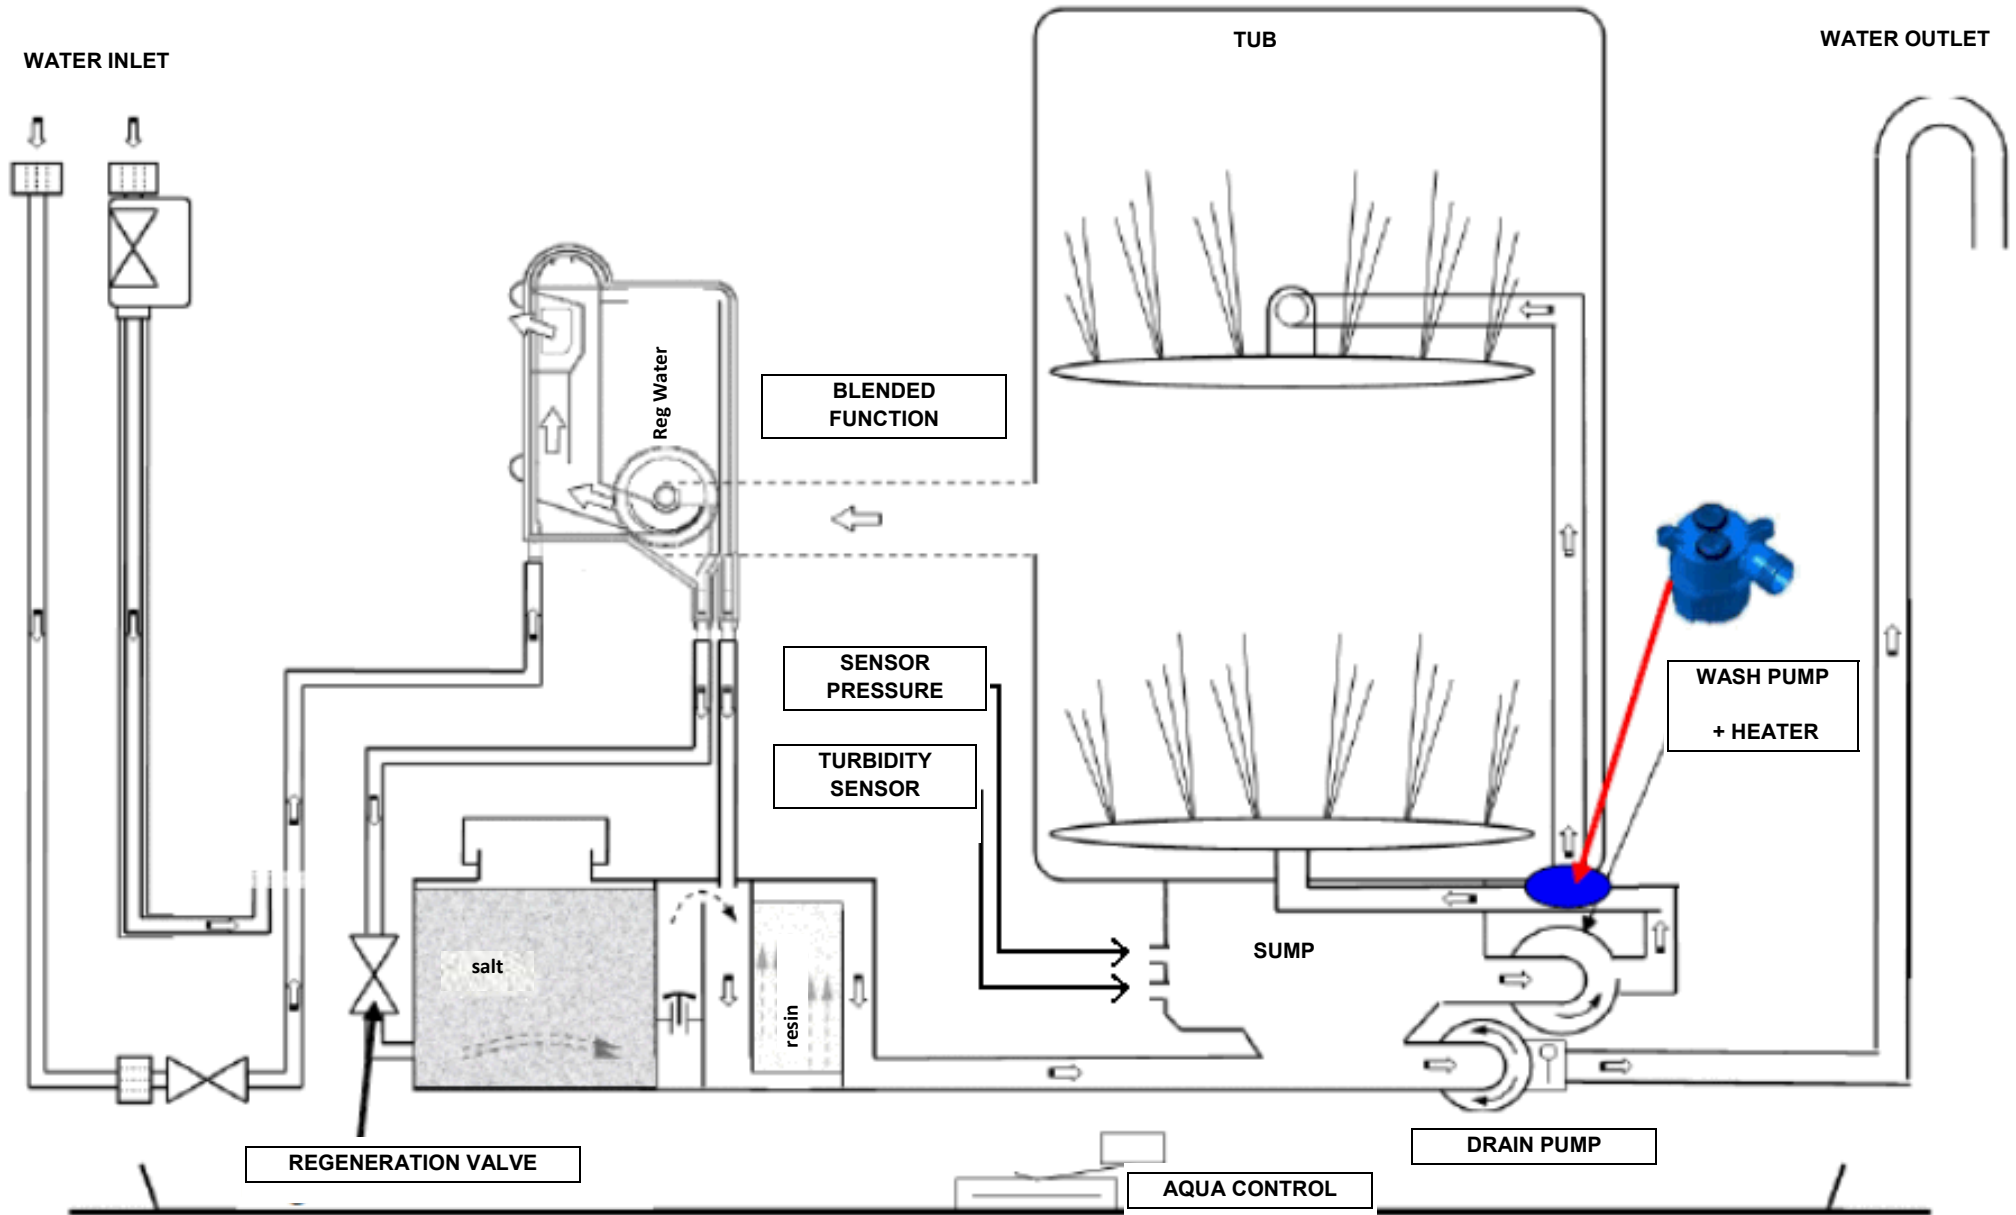 WATER INLET
TUB
WATER OUTLET
Reg Water
BLENDED
FUNCTION
SENSOR
PRESSURE
WASH PUMP
+ HEATER
TURBIDITY
SENSOR
salt
resin
SUMP
REGENERATION VALVE
DRAIN PUMP
AQUA CONTROL